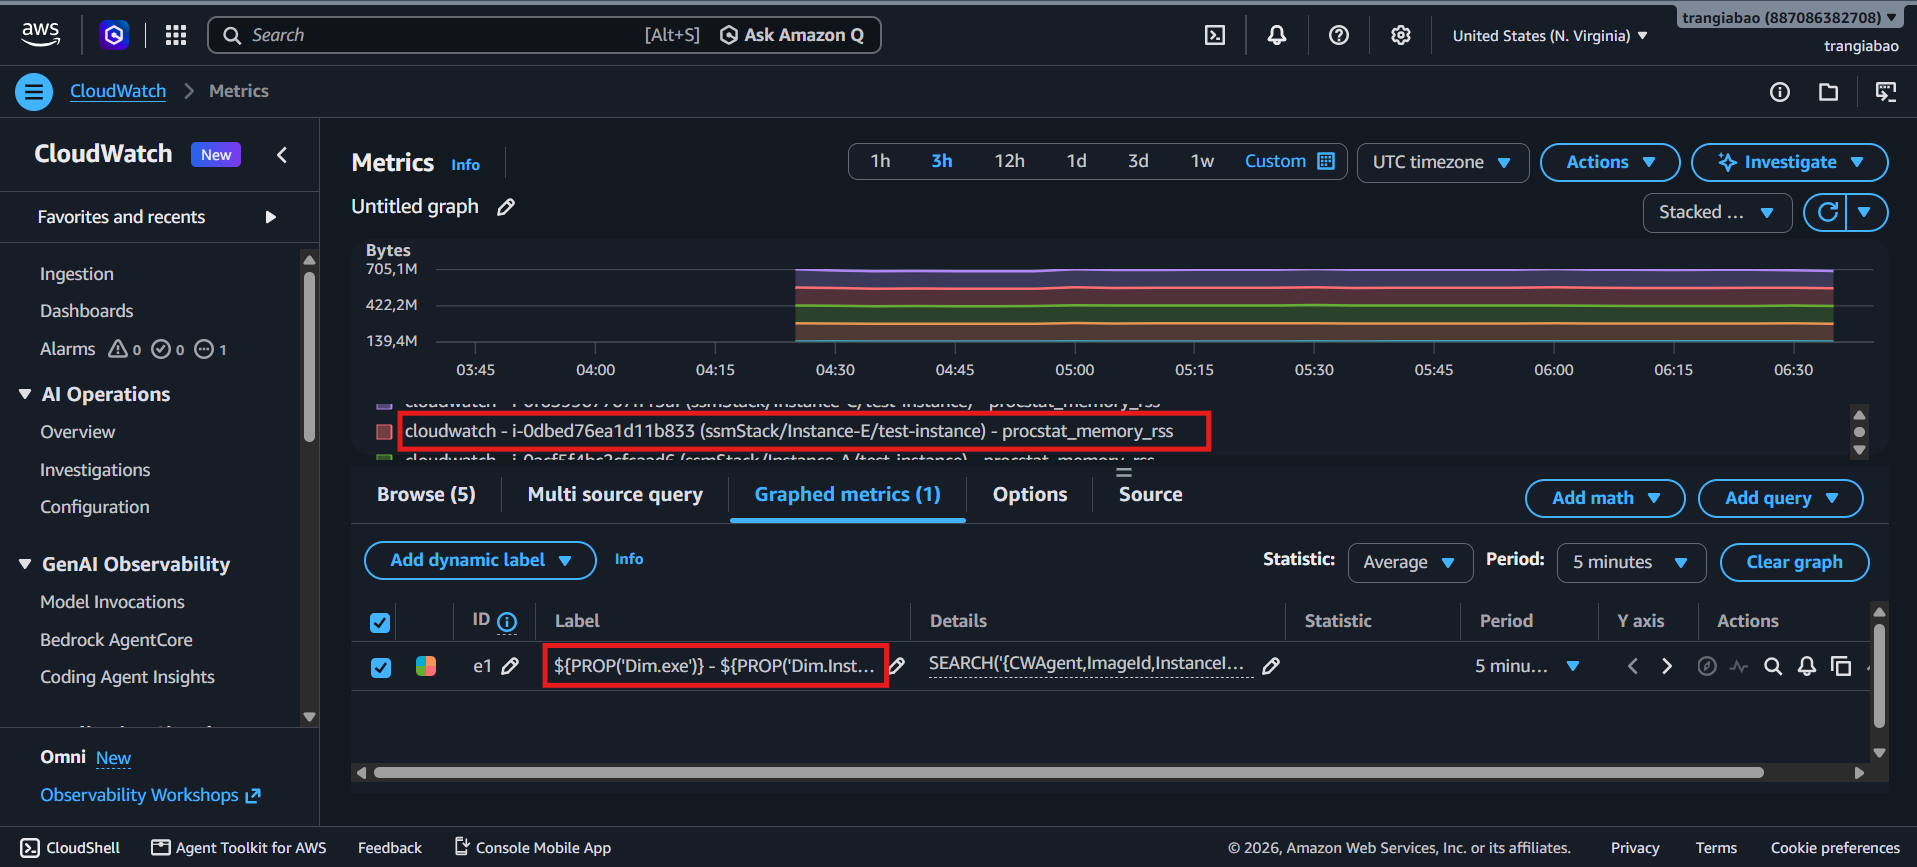 aws
Search [Alt+S] Ask Amazon Q
United States (N. Virginia)
trangiabao (887086382708)
trangiabao
CloudWatch > Metrics
CloudWatch New
Favorites and recents
Ingestion
Dashboards
Alarms 0 0 1
AI Operations
Overview
Investigations
Configuration
GenAI Observability
Model Invocations
Bedrock AgentCore
Coding Agent Insights
Omni New
Observability Workshops
Metrics Info
1h 3h 12h 1d 3d 1w Custom UTC timezone Actions Investigate
Untitled graph
Stacked ...
Bytes
705,1M
422,2M
139,4M
03:45 04:00 04:15 04:30 04:45 05:00 05:15 05:30 05:45 06:00 06:15 06:30
cloudwatch - i-0dbed76ea1d11b833 (ssmStack/Instance-E/test-instance) - procstat_memory_rss
Browse (5) Multi source query Graphed metrics (1) Options Source Add math Add query
Add dynamic label Info Statistic: Average Period: 5 minutes Clear graph
ID Label Details Statistic Period Y axis Actions
e1 ${PROP('Dim.exe')} - ${PROP('Dim.Inst... SEARCH('{CWAgent,ImageId,InstanceI... 5 minu...
CloudShell Agent Toolkit for AWS Feedback Console Mobile App © 2026, Amazon Web Services, Inc. or its affiliates. Privacy Terms Cookie preferences